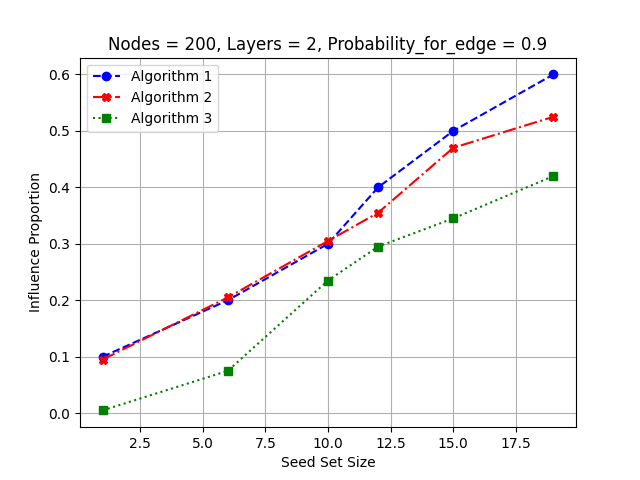 Nodes = 200, Layers = 2, Probability_for_edge = 0.9
Algorithm 1
Algorithm 2
Algorithm 3
0.6
0.5
0.4
0.3
0.2
0.1
0.0
Influence Proportion
2.5 5.0 7.5 10.0 12.5 15.0 17.5
Seed Set Size